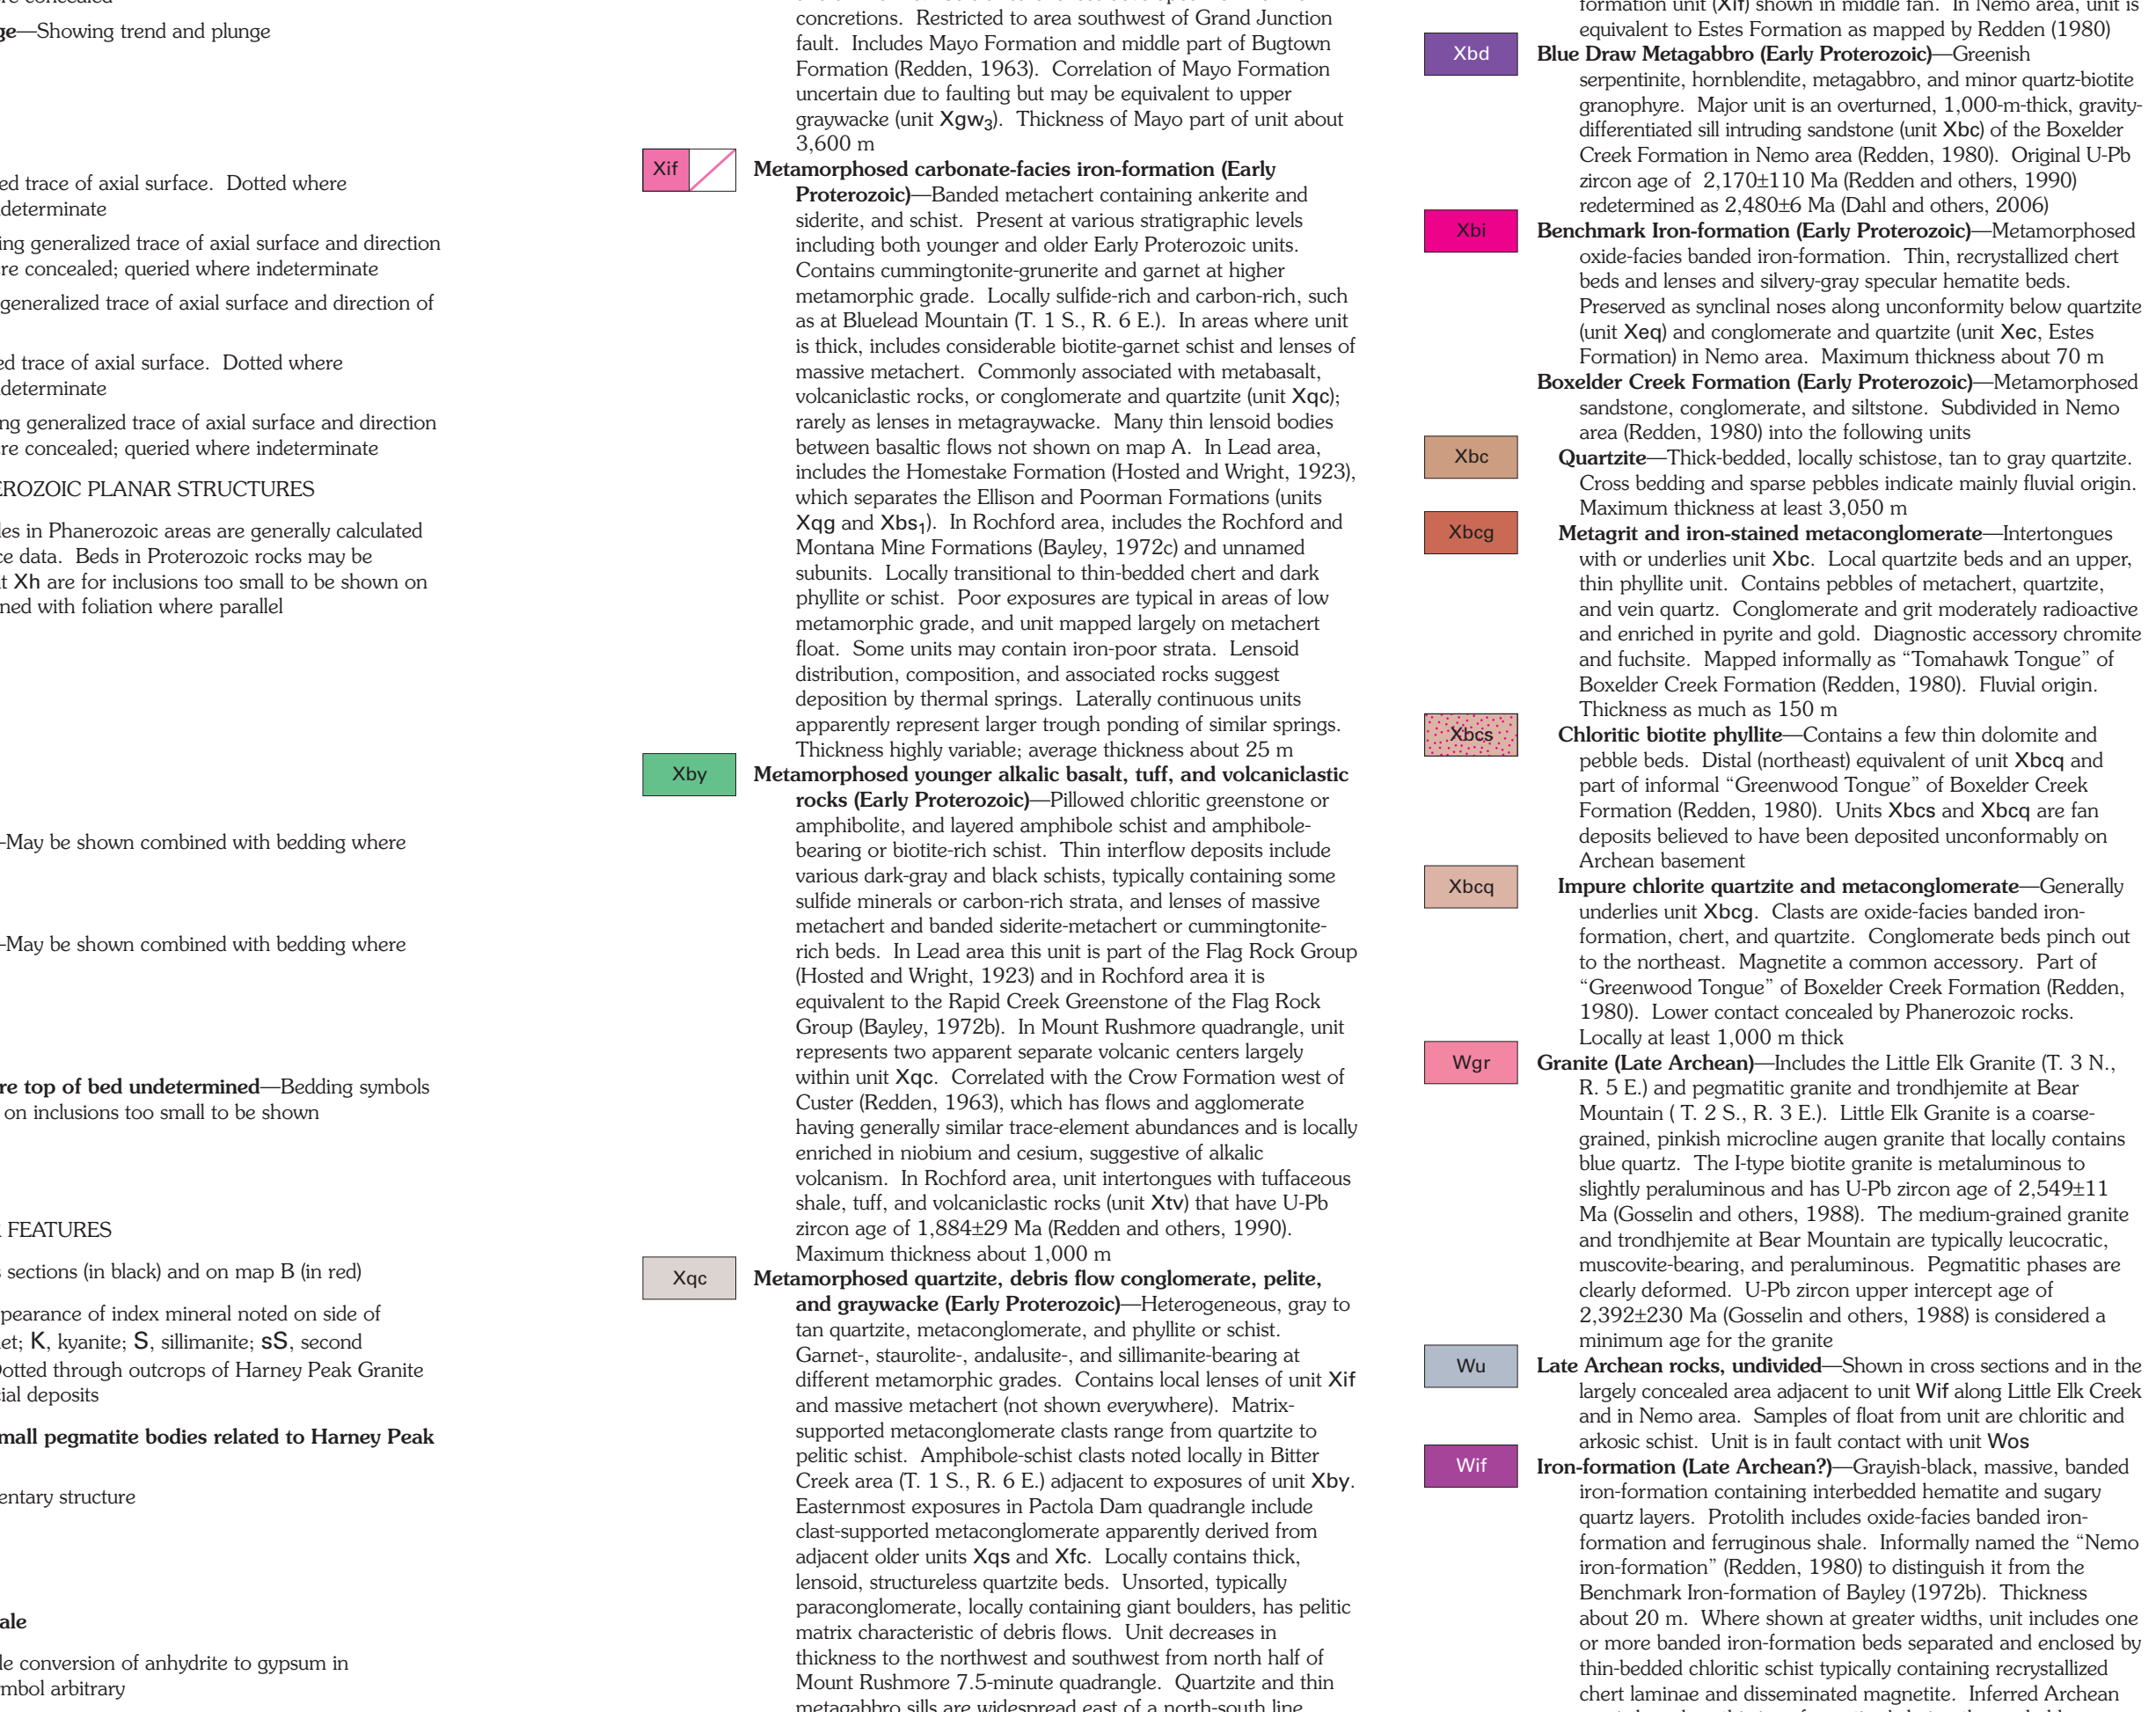 ge—Showing trend and plunge
ed trace of axial surface. Dotted where
determinate
ing generalized trace of axial surface and direction
re concealed; queried where indeterminate
generalized trace of axial surface and direction of
ed trace of axial surface. Dotted where
determinate
ng generalized trace of axial surface and direction
re concealed; queried where indeterminate
EROZOIC PLANAR STRUCTURES
les in Phanerozoic areas are generally calculated
ce data. Beds in Proterozoic rocks may be
it Xh are for inclusions too small to be shown on
ned with foliation where parallel
–May be shown combined with bedding where
–May be shown combined with bedding where
re top of bed undetermined—Bedding symbols
on inclusions too small to be shown
R FEATURES
s sections (in black) and on map B (in red)
pearance of index mineral noted on side of
et; K, kyanite; S, sillimanite; sS, second
Dotted through outcrops of Harney Peak Granite
cial deposits
mall pegmatite bodies related to Harney Peak
entary structure
ale
le conversion of anhydrite to gypsum in
mbol arbitrary
concretions. Restricted to area southwest of Grand Junction
fault. Includes Mayo Formation and middle part of Bugtown
Formation (Redden, 1963). Correlation of Mayo Formation
uncertain due to faulting but may be equivalent to upper
graywacke (unit Xgw3). Thickness of Mayo part of unit about
3,600 m
Xif
Metamorphosed carbonate-facies iron-formation (Early
Proterozoic)—Banded metachert containing ankerite and
siderite, and schist. Present at various stratigraphic levels
including both younger and older Early Proterozoic units.
Contains cummingtonite-grunerite and garnet at higher
metamorphic grade. Locally sulfide-rich and carbon-rich, such
as at Bluelead Mountain (T. 1 S., R. 6 E.). In areas where unit
is thick, includes considerable biotite-garnet schist and lenses of
massive metachert. Commonly associated with metabasalt,
volcaniclastic rocks, or conglomerate and quartzite (unit Xqc);
rarely as lenses in metagraywacke. Many thin lensoid bodies
between basaltic flows not shown on map A. In Lead area,
includes the Homestake Formation (Hosted and Wright, 1923),
which separates the Ellison and Poorman Formations (units
Xqg and Xbs1). In Rochford area, includes the Rochford and
Montana Mine Formations (Bayley, 1972c) and unnamed
subunits. Locally transitional to thin-bedded chert and dark
phyllite or schist. Poor exposures are typical in areas of low
metamorphic grade, and unit mapped largely on metachert
float. Some units may contain iron-poor strata. Lensoid
distribution, composition, and associated rocks suggest
deposition by thermal springs. Laterally continuous units
apparently represent larger trough ponding of similar springs.
Thickness highly variable; average thickness about 25 m
Xby
Metamorphosed younger alkalic basalt, tuff, and volcaniclastic
rocks (Early Proterozoic)—Pillowed chloritic greenstone or
amphibolite, and layered amphibole schist and amphibole-
bearing or biotite-rich schist. Thin interflow deposits include
various dark-gray and black schists, typically containing some
sulfide minerals or carbon-rich strata, and lenses of massive
metachert and banded siderite-metachert or cummingtonite-
rich beds. In Lead area this unit is part of the Flag Rock Group
(Hosted and Wright, 1923) and in Rochford area it is
equivalent to the Rapid Creek Greenstone of the Flag Rock
Group (Bayley, 1972b). In Mount Rushmore quadrangle, unit
represents two apparent separate volcanic centers largely
within unit Xqc. Correlated with the Crow Formation west of
Custer (Redden, 1963), which has flows and agglomerate
having generally similar trace-element abundances and is locally
enriched in niobium and cesium, suggestive of alkalic
volcanism. In Rochford area, unit intertongues with tuffaceous
shale, tuff, and volcaniclastic rocks (unit Xtv) that have U-Pb
zircon age of 1,884±29 Ma (Redden and others, 1990).
Maximum thickness about 1,000 m
Xqc
Metamorphosed quartzite, debris flow conglomerate, pelite,
and graywacke (Early Proterozoic)—Heterogeneous, gray to
tan quartzite, metaconglomerate, and phyllite or schist.
Garnet-, staurolite-, andalusite-, and sillimanite-bearing at
different metamorphic grades. Contains local lenses of unit Xif
and massive metachert (not shown everywhere). Matrix-
supported metaconglomerate clasts range from quartzite to
pelitic schist. Amphibole-schist clasts noted locally in Bitter
Creek area (T. 1 S., R. 6 E.) adjacent to exposures of unit Xby.
Easternmost exposures in Pactola Dam quadrangle include
clast-supported metaconglomerate apparently derived from
adjacent older units Xqs and Xfc. Locally contains thick,
lensoid, structureless quartzite beds. Unsorted, typically
paraconglomerate, locally containing giant boulders, has pelitic
matrix characteristic of debris flows. Unit decreases in
thickness to the northwest and southwest from north half of
Mount Rushmore 7.5-minute quadrangle. Quartzite and thin
metagabbro sills are widespread east of a north-south line
formation unit (Xif) shown in middle fan. In Nemo area, unit is
equivalent to Estes Formation as mapped by Redden (1980)
Xbd
Blue Draw Metagabbro (Early Proterozoic)—Greenish
serpentinite, hornblendite, metagabbro, and minor quartz-biotite
granophyre. Major unit is an overturned, 1,000-m-thick, gravity-
differentiated sill intruding sandstone (unit Xbc) of the Boxelder
Creek Formation in Nemo area (Redden, 1980). Original U-Pb
zircon age of 2,170±110 Ma (Redden and others, 1990)
redetermined as 2,480±6 Ma (Dahl and others, 2006)
Xbi
Benchmark Iron-formation (Early Proterozoic)—Metamorphosed
oxide-facies banded iron-formation. Thin, recrystallized chert
beds and lenses and silvery-gray specular hematite beds.
Preserved as synclinal noses along unconformity below quartzite
(unit Xeq) and conglomerate and quartzite (unit Xec, Estes
Formation) in Nemo area. Maximum thickness about 70 m
Boxelder Creek Formation (Early Proterozoic)—Metamorphosed
sandstone, conglomerate, and siltstone. Subdivided in Nemo
area (Redden, 1980) into the following units
Xbc
Quartzite—Thick-bedded, locally schistose, tan to gray quartzite.
Cross bedding and sparse pebbles indicate mainly fluvial origin.
Maximum thickness at least 3,050 m
Xbcg
Metagrit and iron-stained metaconglomerate—Intertongues
with or underlies unit Xbc. Local quartzite beds and an upper,
thin phyllite unit. Contains pebbles of metachert, quartzite,
and vein quartz. Conglomerate and grit moderately radioactive
and enriched in pyrite and gold. Diagnostic accessory chromite
and fuchsite. Mapped informally as “Tomahawk Tongue” of
Boxelder Creek Formation (Redden, 1980). Fluvial origin.
Thickness as much as 150 m
Xbcs
Chloritic biotite phyllite—Contains a few thin dolomite and
pebble beds. Distal (northeast) equivalent of unit Xbcq and
part of informal “Greenwood Tongue” of Boxelder Creek
Formation (Redden, 1980). Units Xbcs and Xbcq are fan
deposits believed to have been deposited unconformably on
Archean basement
Xbcq
Impure chlorite quartzite and metaconglomerate—Generally
underlies unit Xbcg. Clasts are oxide-facies banded iron-
formation, chert, and quartzite. Conglomerate beds pinch out
to the northeast. Magnetite a common accessory. Part of
“Greenwood Tongue” of Boxelder Creek Formation (Redden,
1980). Lower contact concealed by Phanerozoic rocks.
Locally at least 1,000 m thick
Wgr
Granite (Late Archean)—Includes the Little Elk Granite (T. 3 N.,
R. 5 E.) and pegmatitic granite and trondhjemite at Bear
Mountain ( T. 2 S., R. 3 E.). Little Elk Granite is a coarse-
grained, pinkish microcline augen granite that locally contains
blue quartz. The I-type biotite granite is metaluminous to
slightly peraluminous and has U-Pb zircon age of 2,549±11
Ma (Gosselin and others, 1988). The medium-grained granite
and trondhjemite at Bear Mountain are typically leucocratic,
muscovite-bearing, and peraluminous. Pegmatitic phases are
clearly deformed. U-Pb zircon upper intercept age of
2,392±230 Ma (Gosselin and others, 1988) is considered a
minimum age for the granite
Wu
Late Archean rocks, undivided—Shown in cross sections and in the
largely concealed area adjacent to unit Wif along Little Elk Creek
and in Nemo area. Samples of float from unit are chloritic and
arkosic schist. Unit is in fault contact with unit Wos
Wif
Iron-formation (Late Archean?)—Grayish-black, massive, banded
iron-formation containing interbedded hematite and sugary
quartz layers. Protolith includes oxide-facies banded iron-
formation and ferruginous shale. Informally named the “Nemo
iron-formation” (Redden, 1980) to distinguish it from the
Benchmark Iron-formation of Bayley (1972b). Thickness
about 20 m. Where shown at greater widths, unit includes one
or more banded iron-formation beds separated and enclosed by
thin-bedded chloritic schist typically containing recrystallized
chert laminae and disseminated magnetite. Inferred Archean